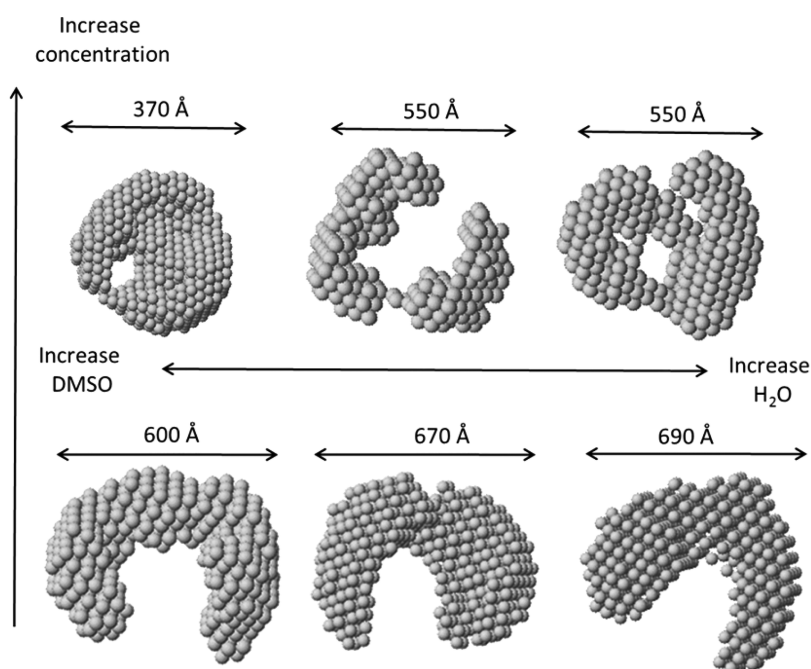 Increase
concentration
370 Å
550 Å
550 Å
Increase
DMSO
Increase
H₂O
600 Å
670 Å
690 Å